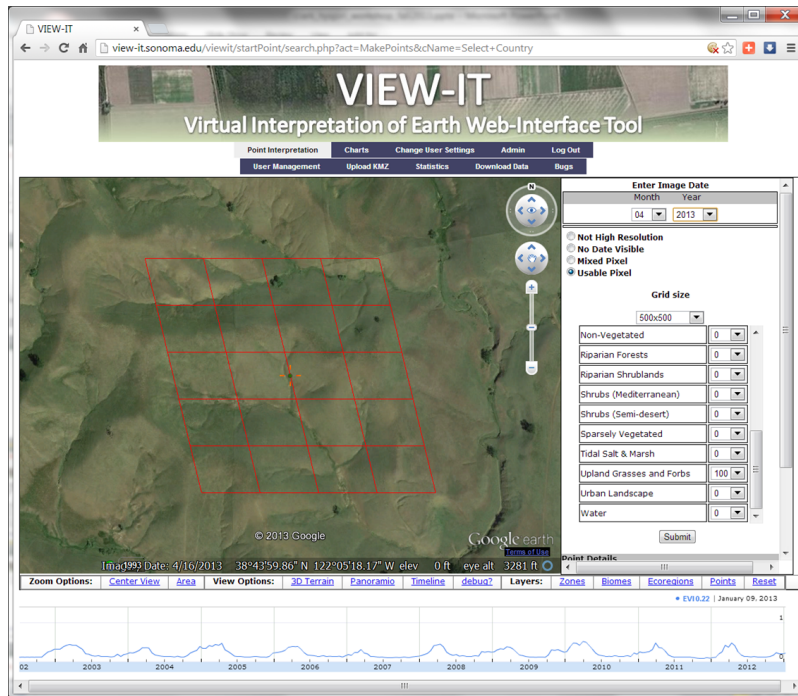 VIEW-IT
view-it.sonoma.edu/viewit/startPoint/search.php?act=MakePoints&cName=Select+Country
VIEW-IT
Virtual Interpretation of Earth Web-Interface Tool
Point Interpretation Charts Change User Settings Admin Log Out
User Management Upload KMZ Statistics Download Data Bugs
N
Enter Image Date
Month Year
04 2013
Not High Resolution
No Date Visible
Mixed Pixel
Usable Pixel
Grid size
500x500
Non-Vegetated 0
Riparian Forests 0
Riparian Shrublands 0
Shrubs (Mediterranean) 0
Shrubs (Semi-desert) 0
Sparsely Vegetated 0
Tidal Salt & Marsh 0
Upland Grasses and Forbs 100
Urban Landscape 0
Water 0
Submit
Point Details
© 2013 Google
Google earth
Terms of Use
1993 Date: 4/16/2013 38°43'59.86" N 122°05'18.17" W elev 0 ft eye alt 3281 ft
Zoom Options: Center View Area View Options: 3D Terrain Panoramio Timeline debug? Layers: Zones Biomes Ecoregions Points Reset
EVI0.22 | January 09, 2013
1
0
02 2003 2004 2005 2006 2007 2008 2009 2010 2011 2012